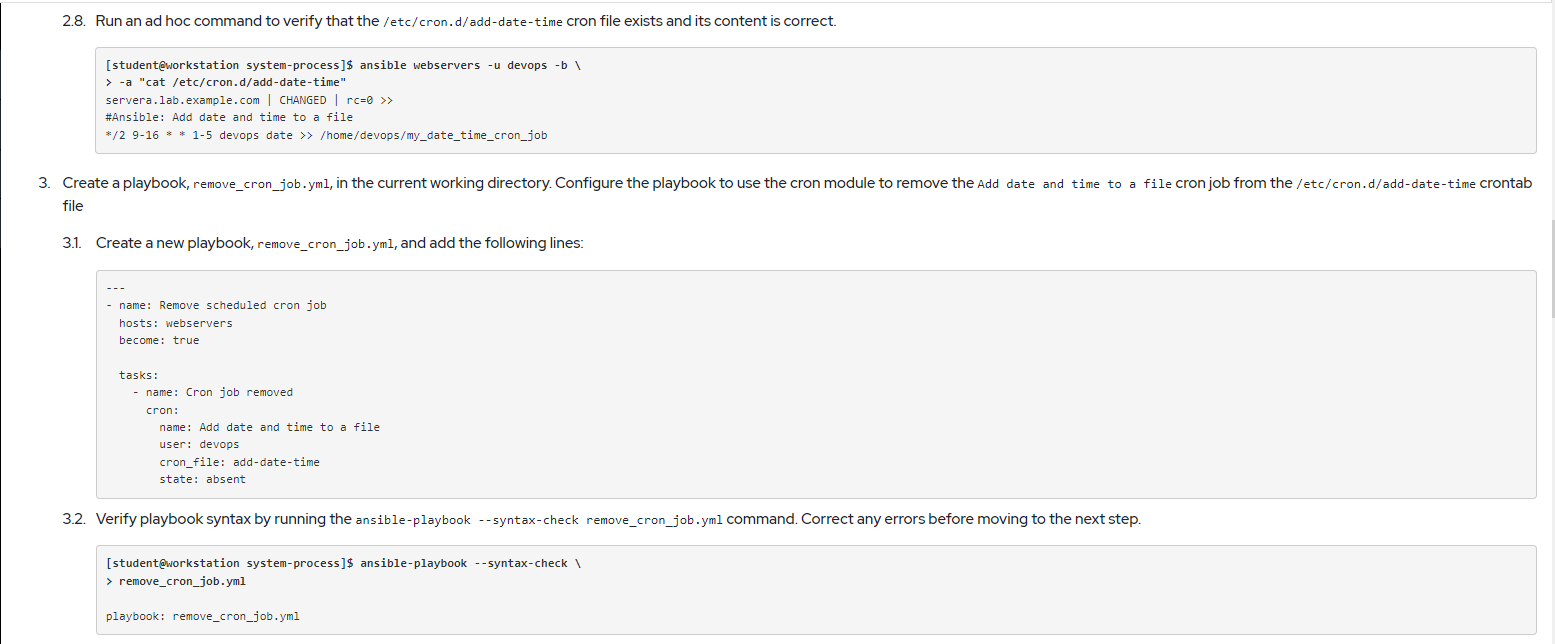 2.8. Run an ad hoc command to verify that the /etc/cron.d/add-date-time cron file exists and its content is correct.
[student@workstation system-process]$ ansible webservers -u devops -b \
> -a "cat /etc/cron.d/add-date-time"
servera.lab.example.com | CHANGED | rc=0 >>
#Ansible: Add date and time to a file
*/2 9-16 * * 1-5 devops date >> /home/devops/my_date_time_cron_job
3. Create a playbook, remove_cron_job.yml, in the current working directory. Configure the playbook to use the cron module to remove the Add date and time to a file cron job from the /etc/cron.d/add-date-time crontab
file
3.1. Create a new playbook, remove_cron_job.yml, and add the following lines:
---
- name: Remove scheduled cron job
  hosts: webservers
  become: true
  tasks:
    - name: Cron job removed
      cron:
        name: Add date and time to a file
        user: devops
        cron_file: add-date-time
        state: absent
3.2. Verify playbook syntax by running the ansible-playbook --syntax-check remove_cron_job.yml command. Correct any errors before moving to the next step.
[student@workstation system-process]$ ansible-playbook --syntax-check \
> remove_cron_job.yml
playbook: remove_cron_job.yml